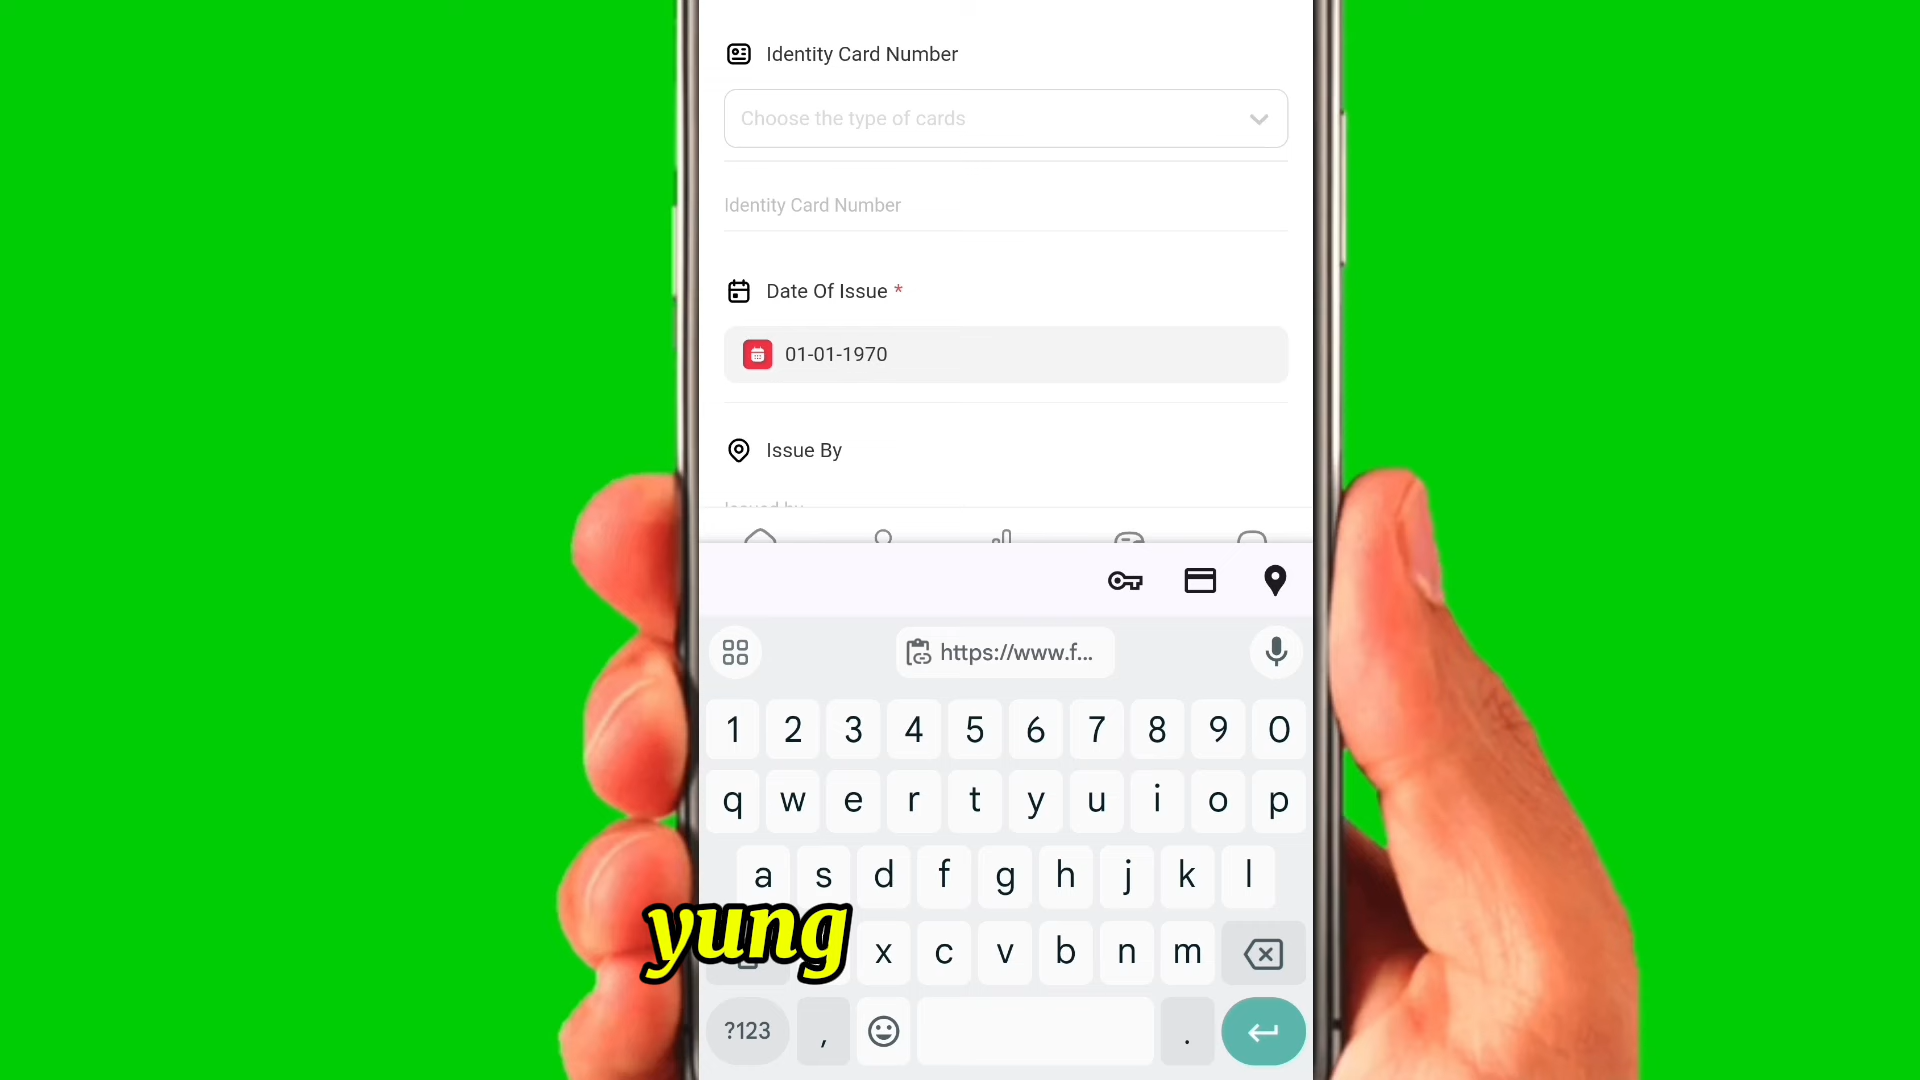 Identity Card Number
Choose the type of cards
Identity Card Number
Date Of Issue *
01-01-1970
Issue By
https://www.f...
1 2 3 4 5 6 7 8 9 0
q w e r t y u i o p
a s d f g h j k l
yung
x c v b n m
?123 , .